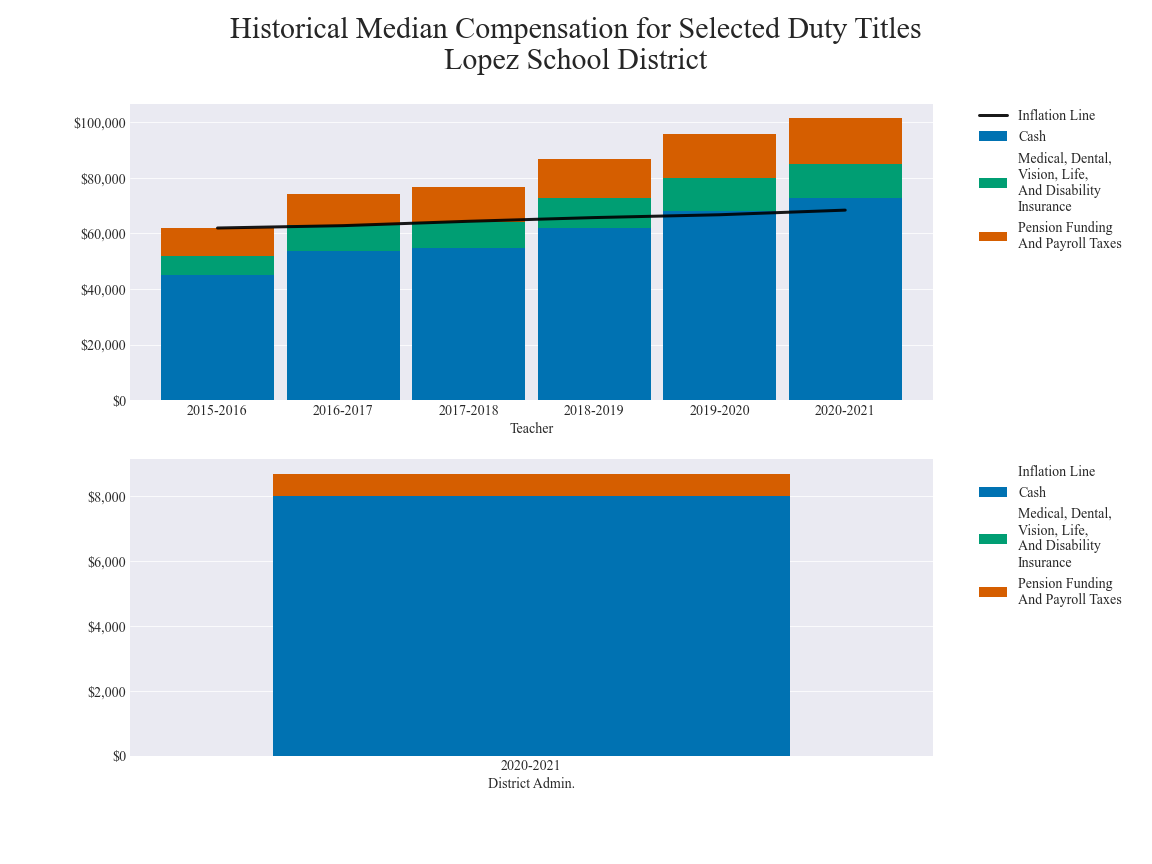 Historical Median Compensation for Selected Duty Titles
Lopez School District
$100,000
$80,000
$60,000
$40,000
$20,000
$0
2015-2016
2016-2017
2017-2018
2018-2019
2019-2020
2020-2021
Teacher
Inflation Line
Cash
Medical, Dental,
Vision, Life,
And Disability
Insurance
Pension Funding
And Payroll Taxes
$8,000
$6,000
$4,000
$2,000
$0
2020-2021
District Admin.
Inflation Line
Cash
Medical, Dental,
Vision, Life,
And Disability
Insurance
Pension Funding
And Payroll Taxes